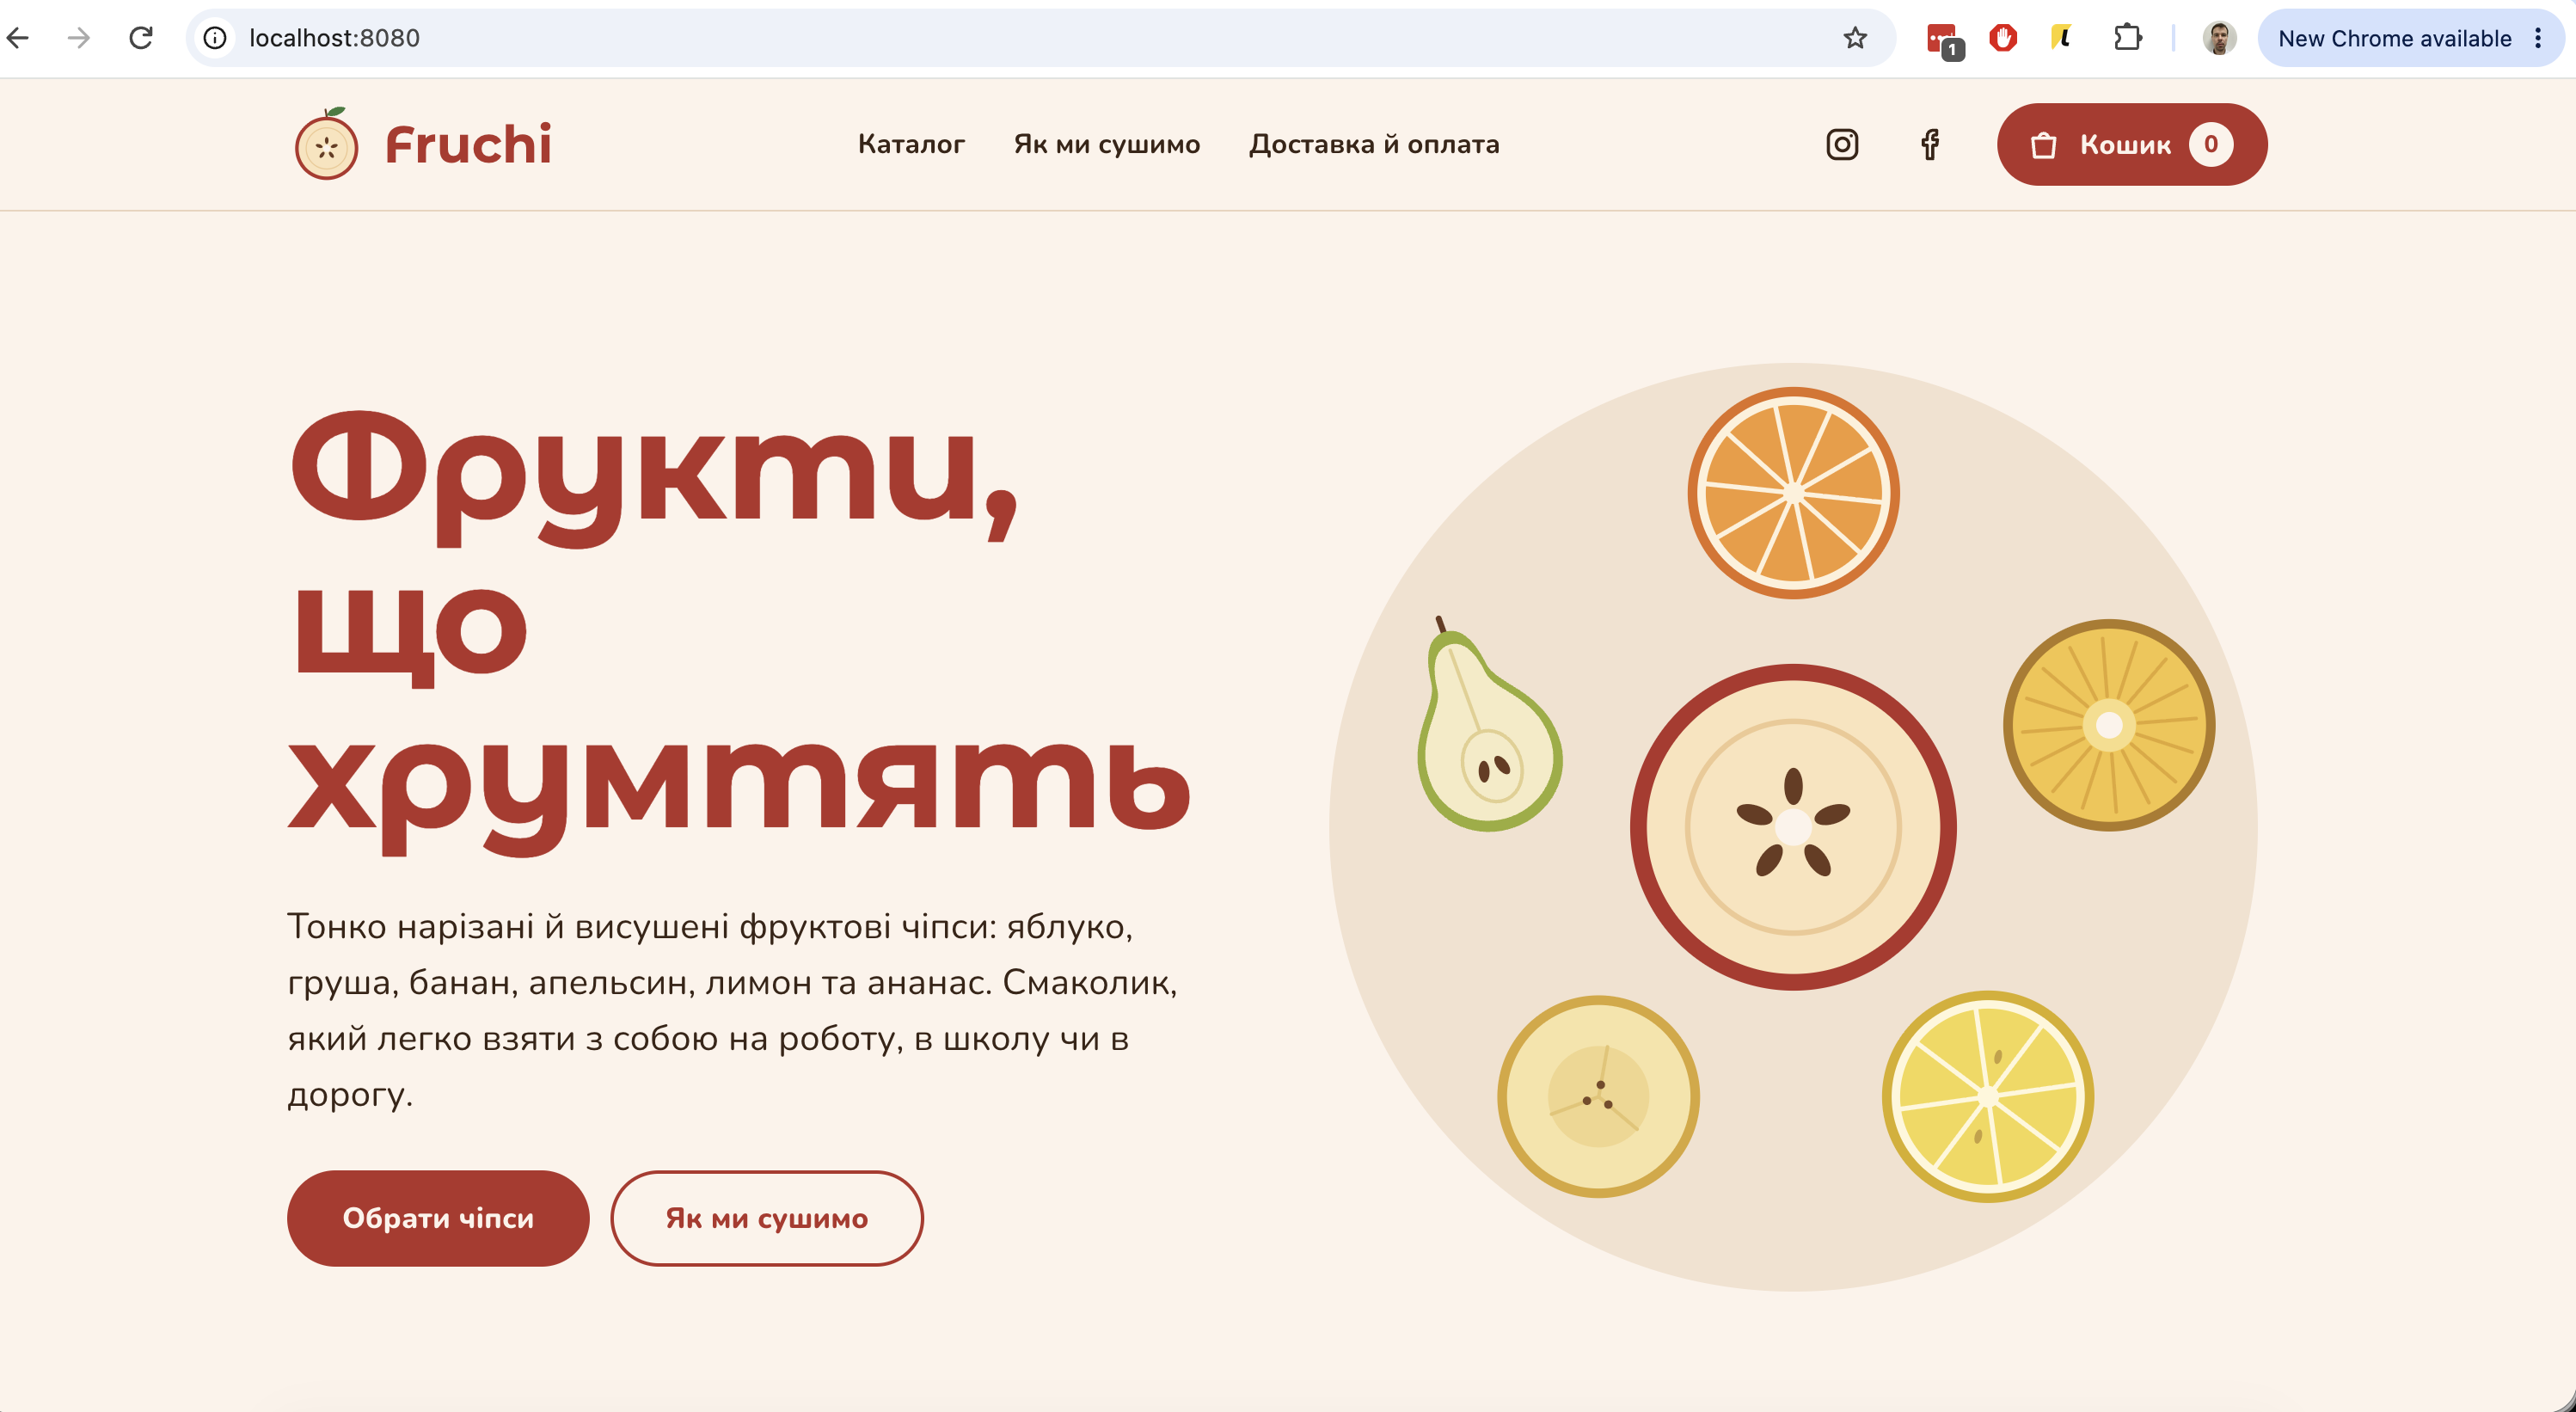 localhost:8080
1
New Chrome available
Fruchi
Каталог
Як ми сушимо
Доставка й оплата
Кошик
0
Фрукти,
що
хрумтять
Тонко нарізані й висушені фруктові чіпси: яблуко,
груша, банан, апельсин, лимон та ананас. Смаколик,
який легко взяти з собою на роботу, в школу чи в
дорогу.
Обрати чіпси
Як ми сушимо